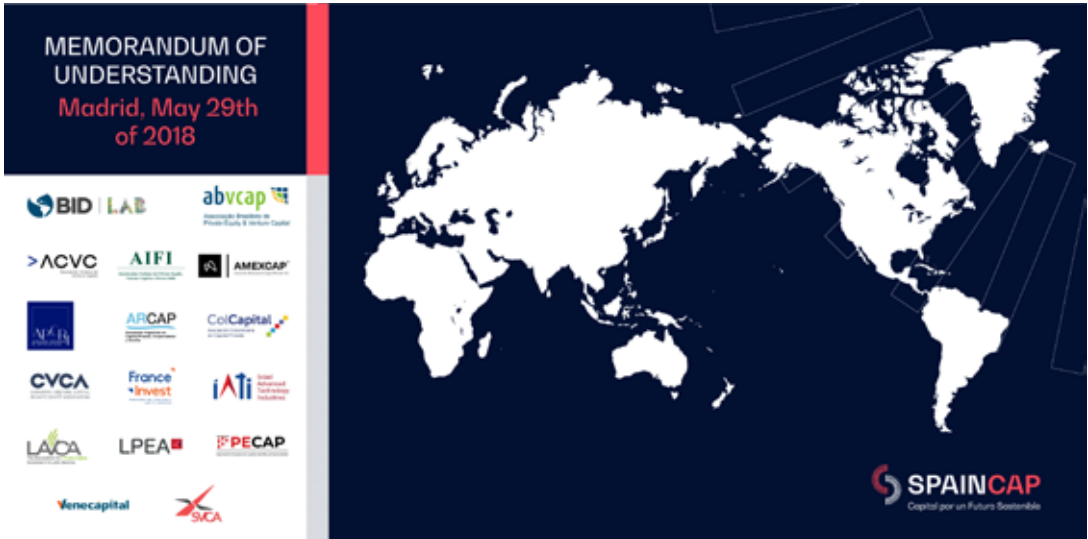 MEMORANDUM OF
UNDERSTANDING
Madrid, May 29th
of 2018
BID | LAB
abvcap
Associação Brasileira de
Private Equity & Venture Capital
>ACVC
AIFI
AMEXCAP
ARCAP
ColCapital
CVCA
France
Invest
iATi
Israel
Advanced
Technology
Industries
LAVCA
LPEA
PECAP
Venecapital
SVCA
SPAINCAP
Capital por un Futuro Sostenible